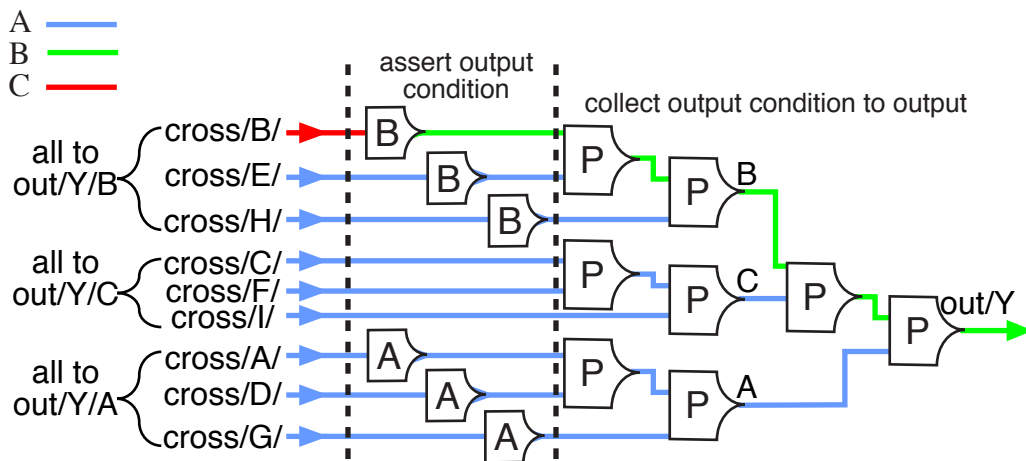 A
B
C
assert output
condition
collect output condition to output
all to
out/Y/B
cross/B/
cross/E/
cross/H/
B
B
B
P
P
B
all to
out/Y/C
cross/C/
cross/F/
cross/I/
P
P
C
P
P
out/Y
all to
out/Y/A
cross/A/
cross/D/
cross/G/
A
A
A
P
P
A